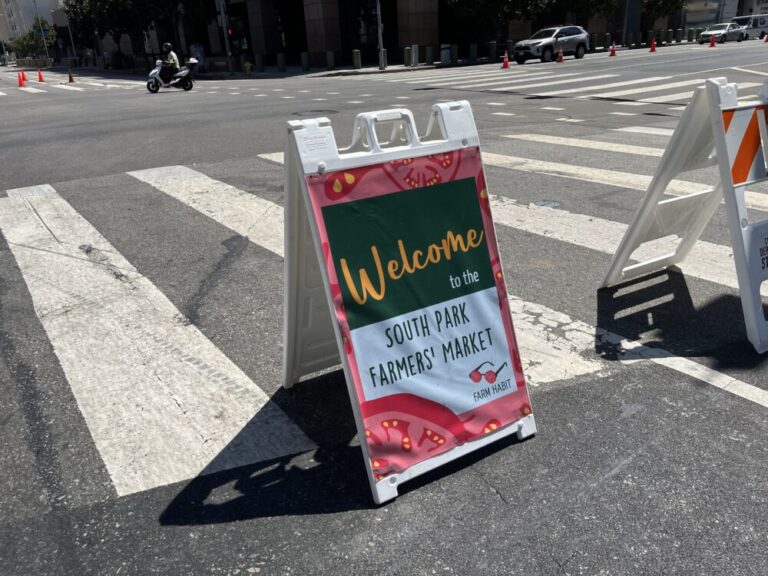 Welcome
to the
SOUTH PARK
FARMERS' MARKET
FARM HABIT